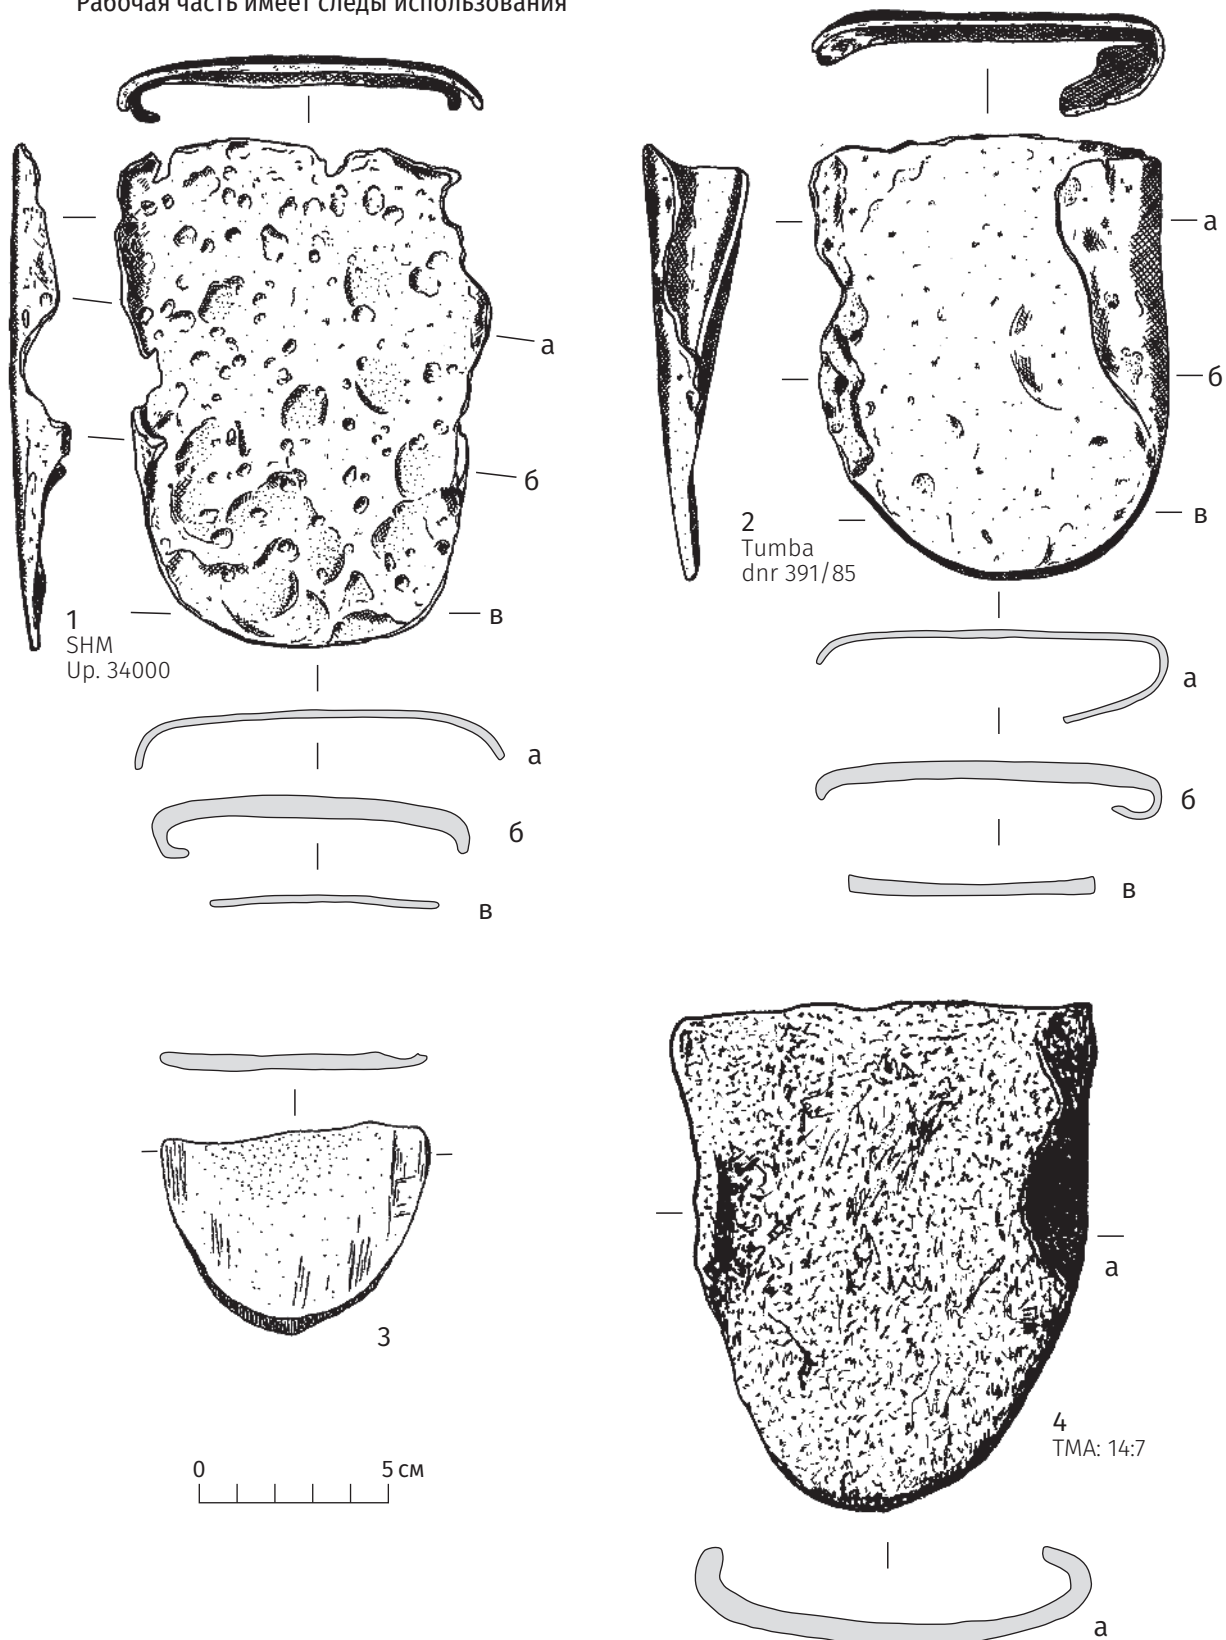 Рабочая часть имеет следы использования
а
б
в
1
SHM
Up. 34000
а
б
в
а
б
в
2
Tumba
dnr 391/85
а
б
в
3
0 5 см
а
4
TMA: 14:7
а